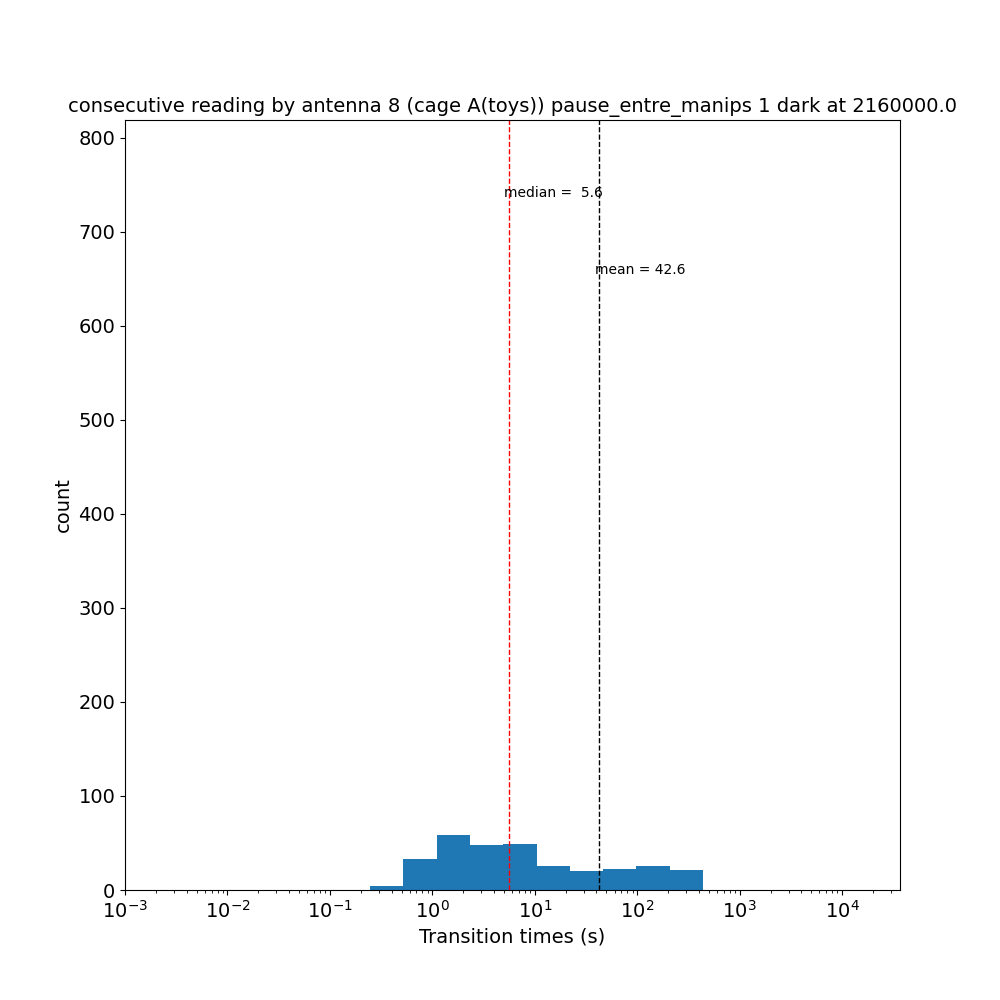 consecutive reading by antenna 8 (cage A(toys)) pause_entre_manips 1 dark at 2160000.0
800
median =  5.6
700
mean = 42.6
600
500
400
count
300
200
100
0
10⁻³ 10⁻² 10⁻¹ 10⁰ 10¹ 10² 10³ 10⁴
Transition times (s)